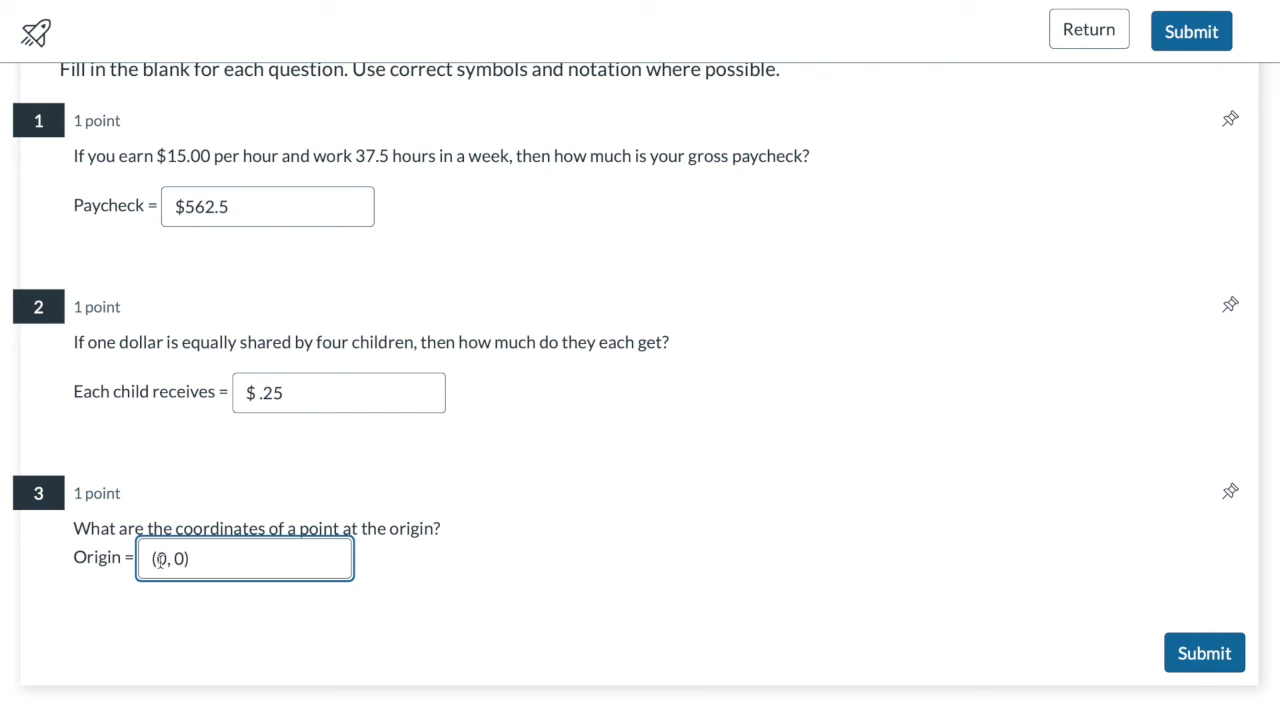 Return
Submit
Fill in the blank for each question. Use correct symbols and notation where possible.
1
1 point
If you earn $15.00 per hour and work 37.5 hours in a week, then how much is your gross paycheck?
Paycheck = $562.5
2
1 point
If one dollar is equally shared by four children, then how much do they each get?
Each child receives = $ .25
3
1 point
What are the coordinates of a point at the origin?
Origin = (0, 0)
Submit